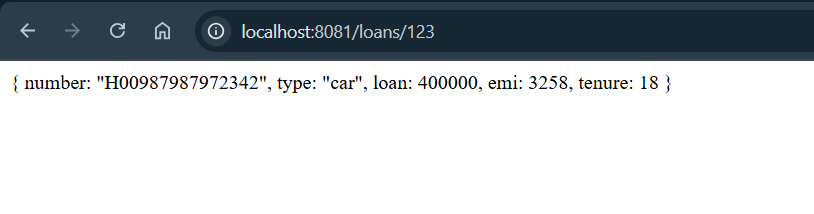 localhost:8081/loans/123
{ number: "H00987987972342", type: "car", loan: 400000, emi: 3258, tenure: 18 }